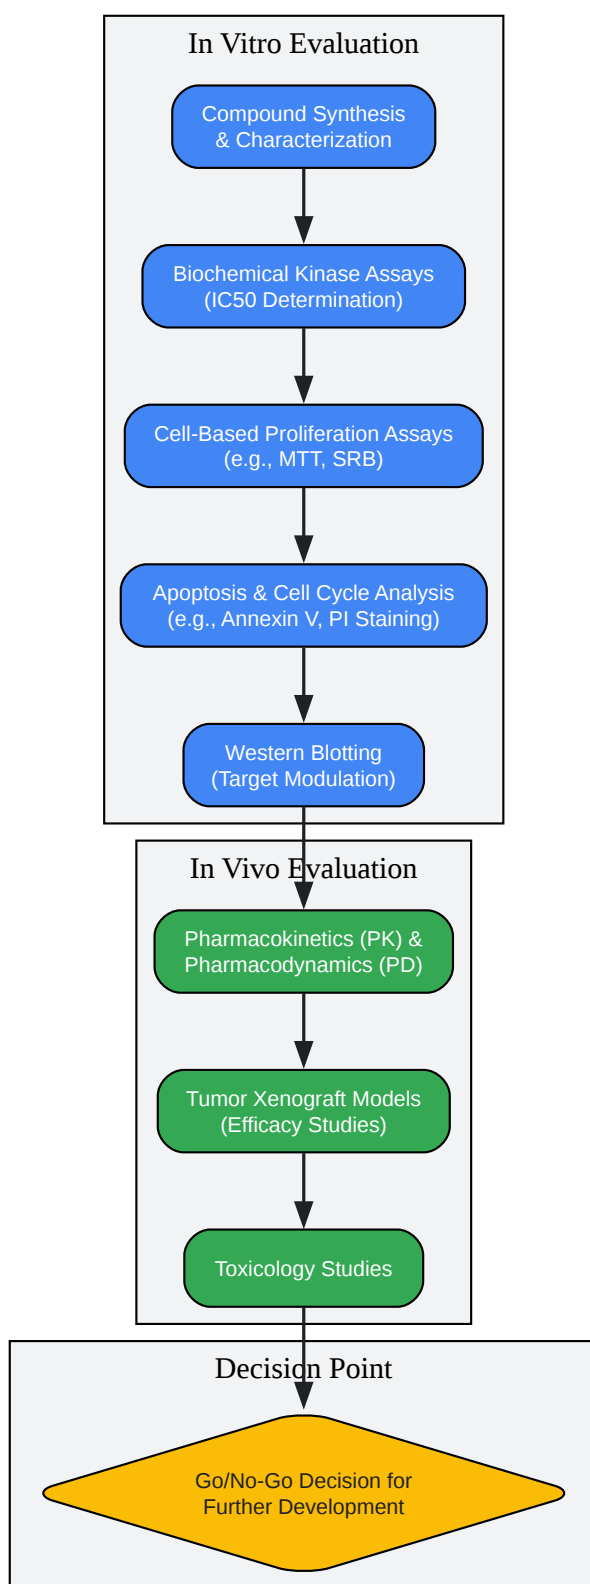 In Vitro Evaluation
Compound Synthesis
& Characterization
Biochemical Kinase Assays
(IC50 Determination)
Cell-Based Proliferation Assays
(e.g., MTT, SRB)
Apoptosis & Cell Cycle Analysis
(e.g., Annexin V, PI Staining)
Western Blotting
(Target Modulation)
In Vivo Evaluation
Pharmacokinetics (PK) &
Pharmacodynamics (PD)
Tumor Xenograft Models
(Efficacy Studies)
Toxicology Studies
Decision Point
Go/No-Go Decision for
Further Development